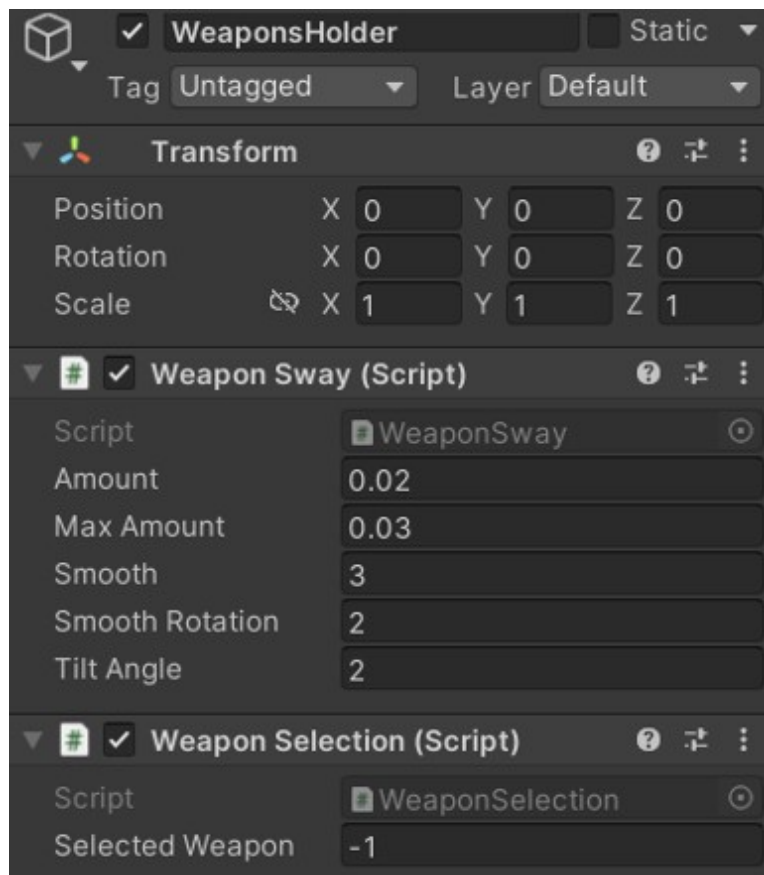 WeaponsHolder Static
Tag Untagged Layer Default
Transform
Position X 0 Y 0 Z 0
Rotation X 0 Y 0 Z 0
Scale X 1 Y 1 Z 1
# Weapon Sway (Script)
Script # WeaponSway
Amount 0.02
Max Amount 0.03
Smooth 3
Smooth Rotation 2
Tilt Angle 2
# Weapon Selection (Script)
Script # WeaponSelection
Selected Weapon -1